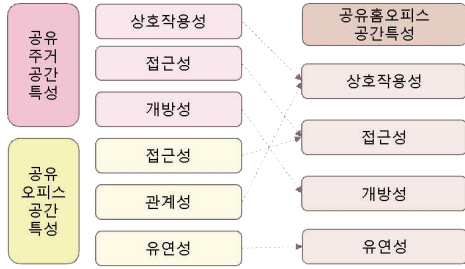 공유
주거
공간
특성
상호작용성
접근성
개방성
공유
오피스
공간
특성
접근성
관계성
유연성
공유홈오피스
공간특성
상호작용성
접근성
개방성
유연성